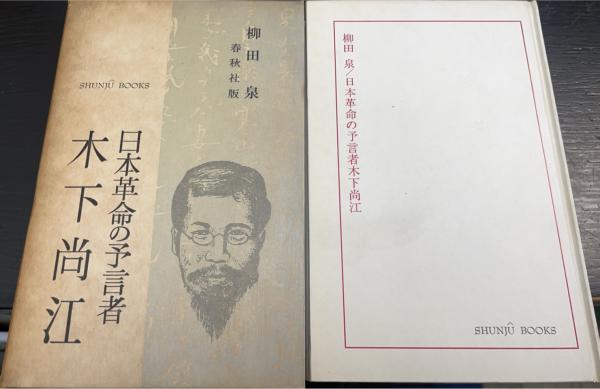 柳田泉
春秋社版
SHUNJŪ BOOKS
日本革命の予言者
木下尚江
柳田 泉/日本革命の予言者木下尚江
SHUNJŪ BOOKS